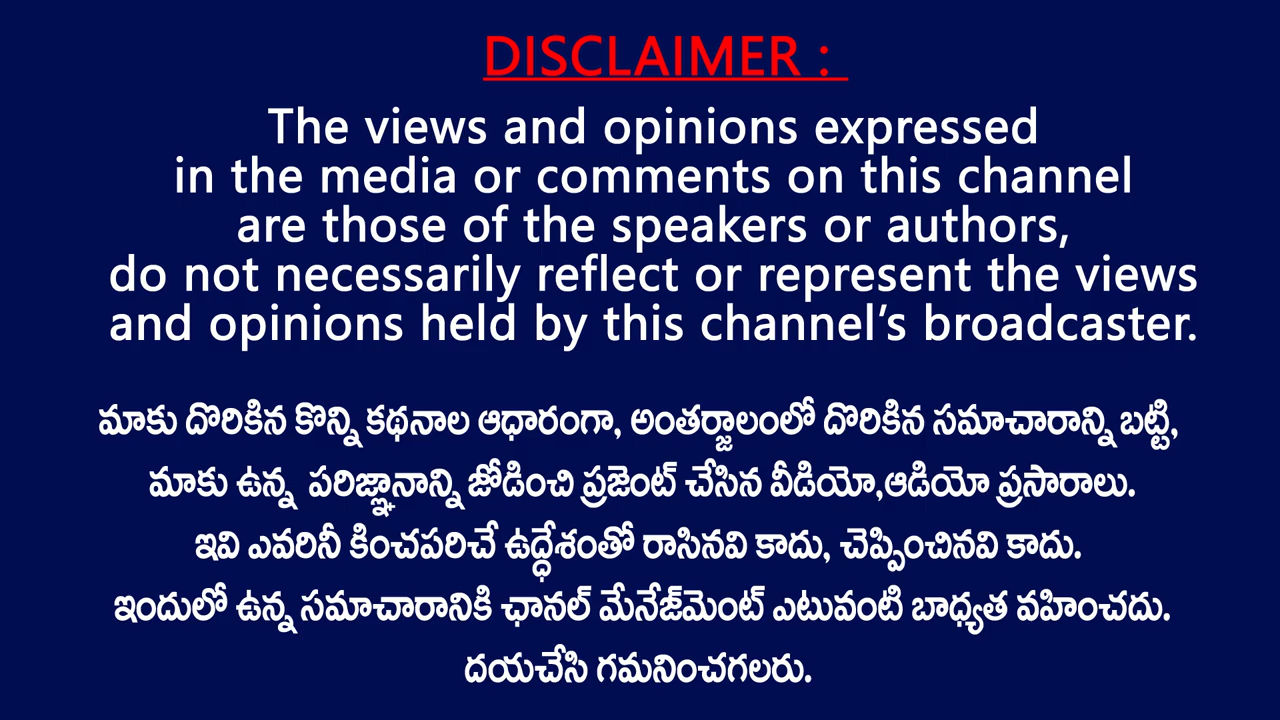 DISCLAIMER :
The views and opinions expressed
in the media or comments on this channel
are those of the speakers or authors,
do not necessarily reflect or represent the views
and opinions held by this channel’s broadcaster.
మాకు దొరికిన కొన్ని కథనాల ఆధారంగా, అంతర్జాలంలో దొరికిన సమాచారాన్ని బట్టి,
మాకు ఉన్న పరిజ్ఞానాన్ని జోడించి ప్రజెంట్ చేసిన వీడియో,ఆడియో ప్రసారాలు.
ఇవి ఎవరినీ కించపరిచే ఉద్ధేశంతో రాసినవి కాదు, చెప్పించినవి కాదు.
ఇందులో ఉన్న సమాచారానికి ఛానల్ మేనేజ్‌మెంట్ ఎటువంటి బాధ్యత వహించదు.
దయచేసి గమనించగలరు.